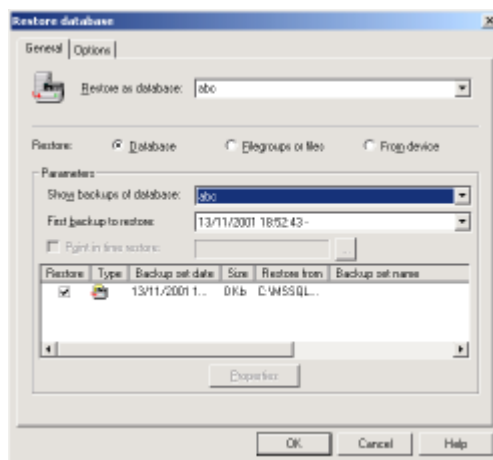 Restore database
General Options
Restore as database: abc
Restore: Database Filegroups or files From device
Parameters
Show backups of database: abc
First backup to restore: 13/11/2001 18:52:43 -
Point in time restore: ...
Restore Type Backup set date Size Restore from Backup set name
13/11/2001 1... 0 Kb C:\MSSQL...
Properties
OK Cancel Help